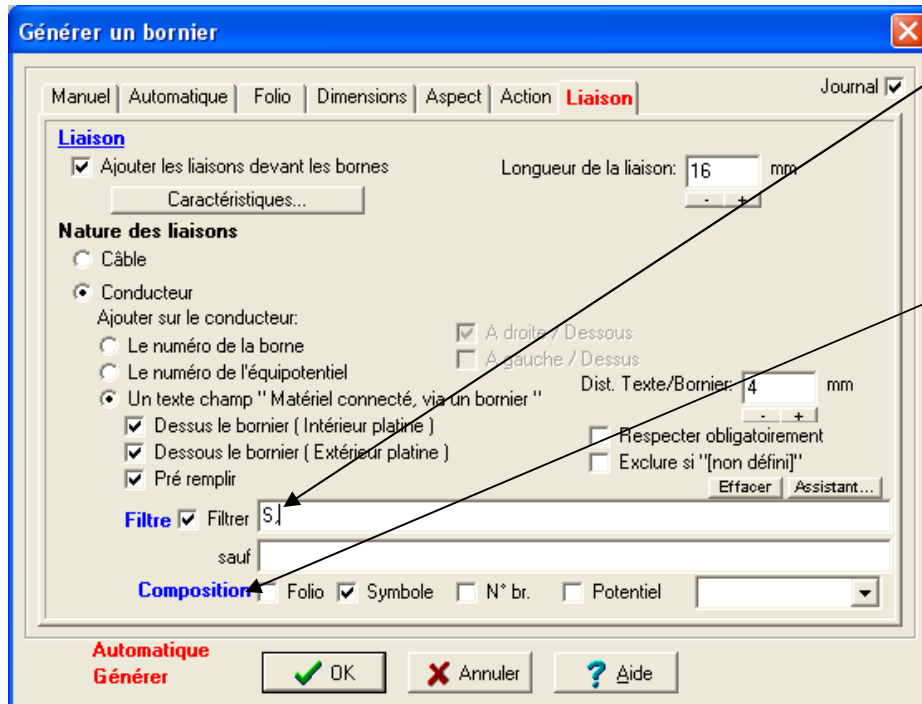 Générer un bornier
Manuel Automatique Folio Dimensions Aspect Action Liaison Journal
Liaison
Ajouter les liaisons devant les bornes Longueur de la liaison: 16 mm
Caractéristiques... - +
Nature des liaisons
Câble
Conducteur
Ajouter sur le conducteur: A droite / Dessous
Le numéro de la borne A gauche / Dessus
Le numéro de l'équipotentiel Dist. Texte/Bornier: 4 mm
Un texte champ " Matériel connecté, via un bornier " - +
Dessus le bornier ( Intérieur platine ) Respecter obligatoirement
Dessous le bornier ( Extérieur platine ) Exclure si "[non défini]"
Pré remplir Effacer Assistant...
Filtre Filtrer S,
sauf
Composition Folio Symbole N° br. Potentiel
Automatique
Générer OK Annuler ? Aide